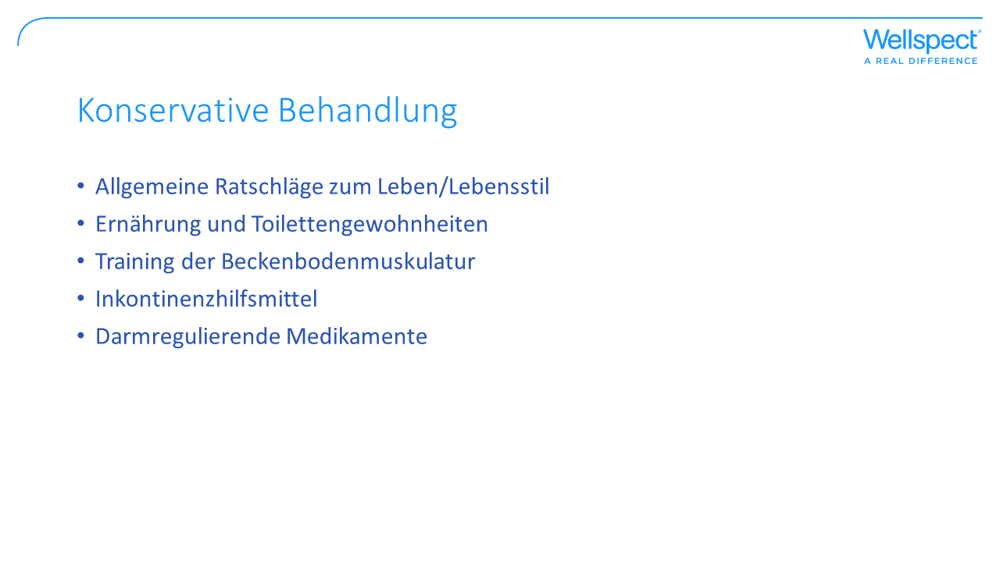 Wellspect®
A REAL DIFFERENCE
Konservative Behandlung
• Allgemeine Ratschläge zum Leben/Lebensstil
• Ernährung und Toilettengewohnheiten
• Training der Beckenbodenmuskulatur
• Inkontinenzhilfsmittel
• Darmregulierende Medikamente